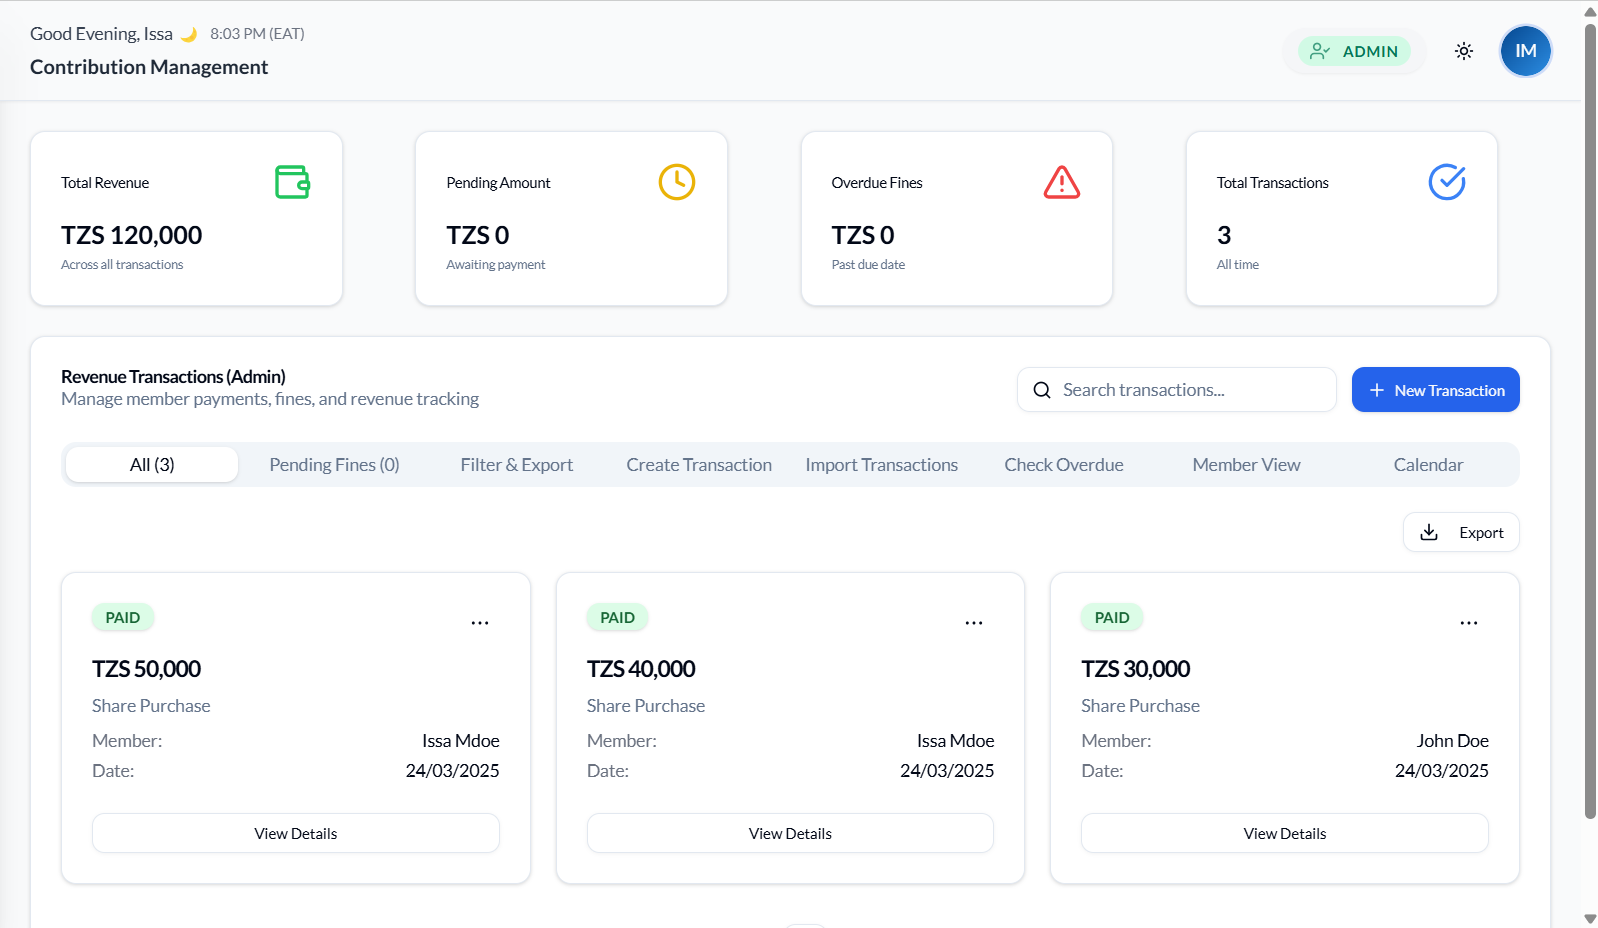 Good Evening, Issa 🌙 8:03 PM (EAT)
Contribution Management
ADMIN
IM
Total Revenue
TZS 120,000
Across all transactions
Pending Amount
TZS 0
Awaiting payment
Overdue Fines
TZS 0
Past due date
Total Transactions
3
All time
Revenue Transactions (Admin)
Manage member payments, fines, and revenue tracking
Search transactions...
New Transaction
All (3)
Pending Fines (0)
Filter & Export
Create Transaction
Import Transactions
Check Overdue
Member View
Calendar
Export
PAID
...
TZS 50,000
Share Purchase
Member: Issa Mdoe
Date: 24/03/2025
View Details
PAID
...
TZS 40,000
Share Purchase
Member: Issa Mdoe
Date: 24/03/2025
View Details
PAID
...
TZS 30,000
Share Purchase
Member: John Doe
Date: 24/03/2025
View Details